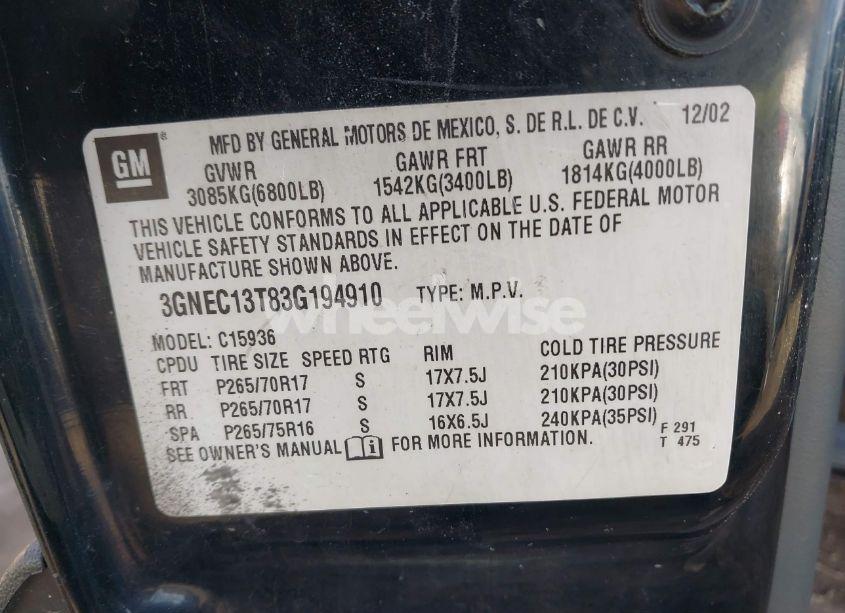 GM ® MFD BY GENERAL MOTORS DE MEXICO, S. DE R.L. DE C.V. 12/02
GVWR GAWR FRT GAWR RR
3085KG(6800LB) 1542KG(3400LB) 1814KG(4000LB)
THIS VEHICLE CONFORMS TO ALL APPLICABLE U.S. FEDERAL MOTOR
VEHICLE SAFETY STANDARDS IN EFFECT ON THE DATE OF
MANUFACTURE SHOWN ABOVE.
3GNEC13T83G194910 TYPE: M.P.V.
wheelwise
MODEL: C15936
CPDU TIRE SIZE SPEED RTG RIM COLD TIRE PRESSURE
FRT P265/70R17 S 17X7.5J 210KPA(30PSI)
RR P265/70R17 S 17X7.5J 210KPA(30PSI)
SPA P265/75R16 S 16X6.5J 240KPA(35PSI) F 291
SEE OWNER'S MANUAL i FOR MORE INFORMATION. T 475